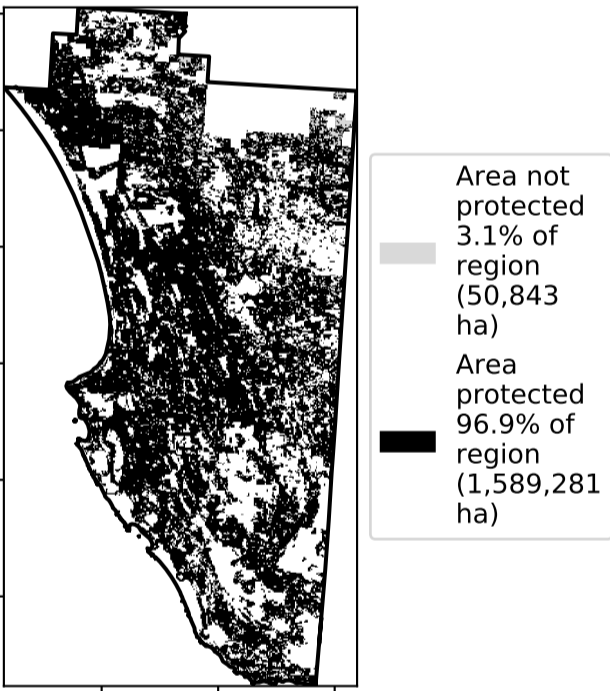 Area not
protected
3.1% of
region
(50,843
ha)
Area
protected
96.9% of
region
(1,589,281
ha)